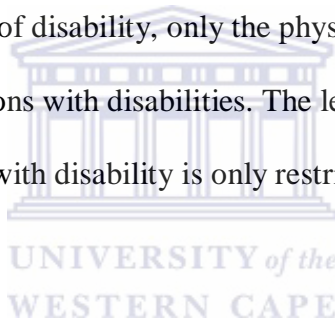 of disability, only the phys
ons with disabilities. The le
with disability is only restri
UNIVERSITY of the
WESTERN CAPE